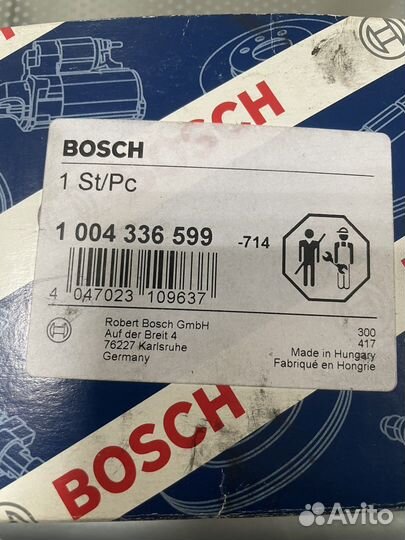 BOSCH
BOSCH
1 St/Pc
1 004 336 599
-714
4 047023 109637
Robert Bosch GmbH
Auf der Breit 4
76227 Karlsruhe
Germany
300
417
Made in Hungary
Fabriqué en Hongrie
BOSCH
Avito